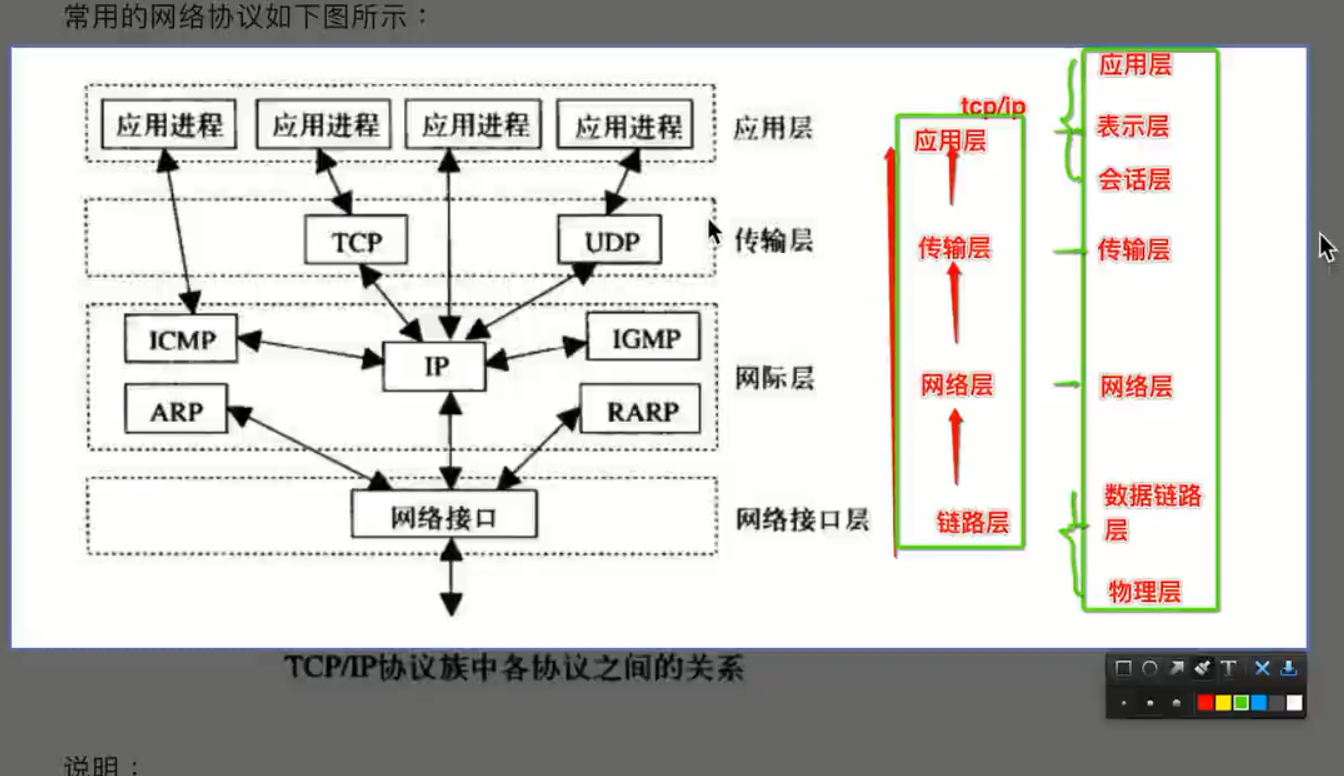 常用的网络协议如下图所示：
应用进程 应用进程 应用进程 应用进程 应用层
TCP UDP 传输层
ICMP IP IGMP
ARP RARP 网际层
网络接口 网络接口层
tcp/ip
应用层
传输层
网络层
链路层
应用层
表示层
会话层
传输层
网络层
数据链路
层
物理层
TCP/IP协议族中各协议之间的关系
T
说明：